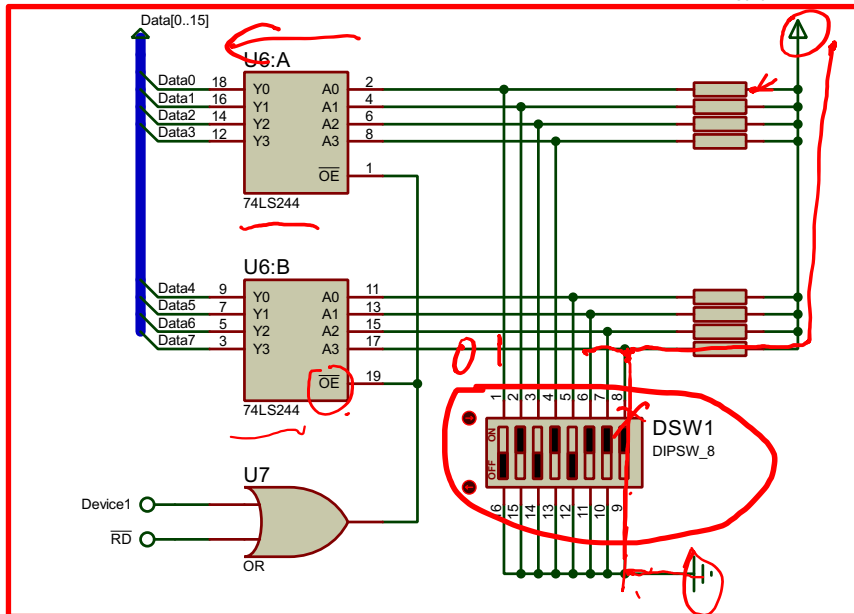 Data[0..15]
U6:A
Data0 18 Y0 A0 2
Data1 16 Y1 A1 4
Data2 14 Y2 A2 6
Data3 12 Y3 A3 8
OE 1
74LS244
U6:B
Data4 9 Y0 A0 11
Data5 7 Y1 A1 13
Data6 5 Y2 A2 15
Data7 3 Y3 A3 17
0 1
OE 19
74LS244
1 2 3 4 5 6 7 8
ON
OFF
DSW1
DIPSW_8
16 15 14 13 12 11 10 9
U7
Device1
RD
OR